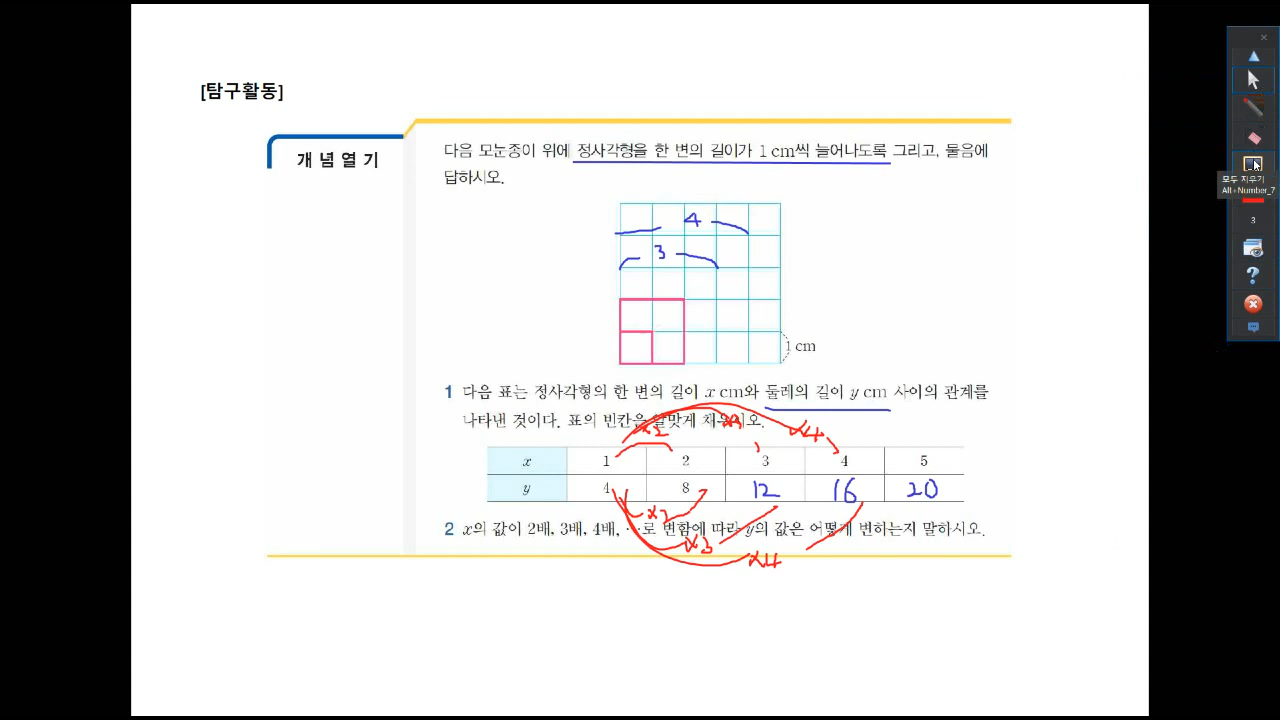 [탐구활동]
개 념 열 기
다음 모눈종이 위에 정사각형을 한 변의 길이가 1 cm씩 늘어나도록 그리고, 물음에
답하시오.
4
3
1 cm
1 다음 표는 정사각형의 한 변의 길이 x cm와 둘레의 길이 y cm 사이의 관계를
나타낸 것이다. 표의 빈칸을 알맞게 채우시오.
×2 ×3 ×4
x 1 2 3 4 5
y 4 8 12 16 20
×2
2 x의 값이 2배, 3배, 4배, …로 변함에 따라 y의 값은 어떻게 변하는지 말하시오.
×3
×4
모두 지우기
Alt+Number_7
3
?